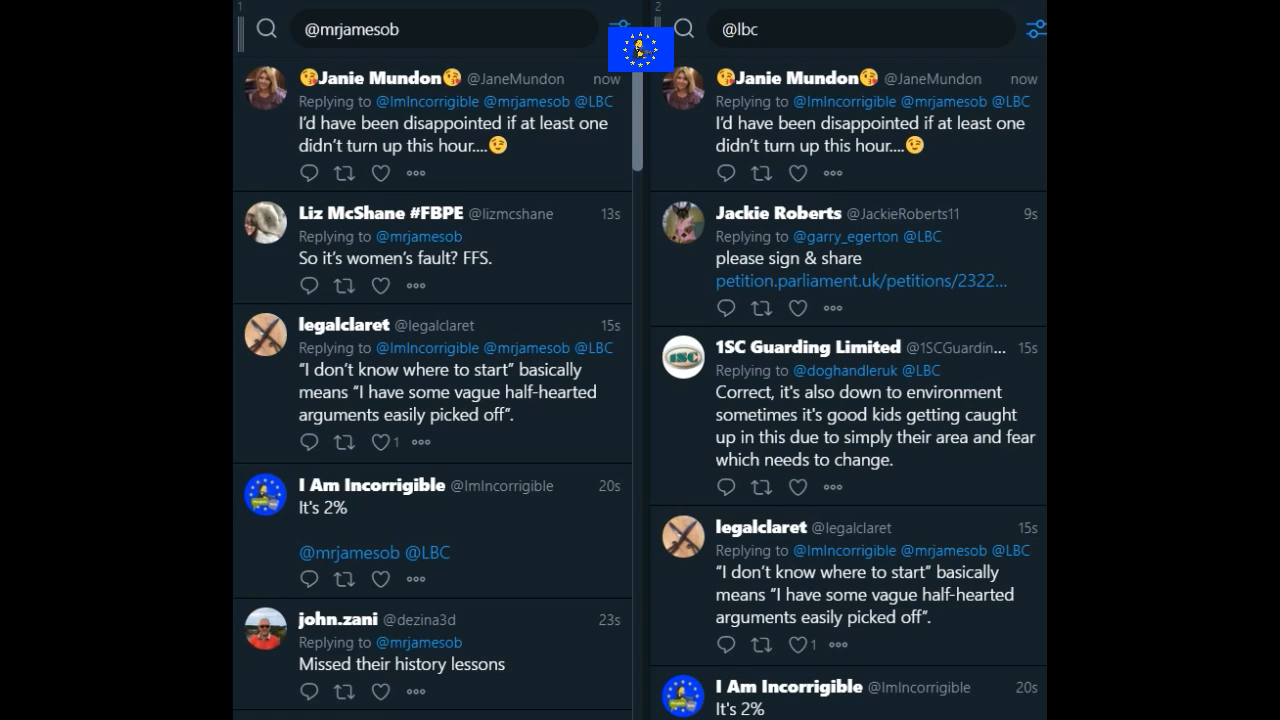 1
@mrjamesob
😘Janie Mundon😘 @JaneMundon now
Replying to @ImIncorrigible @mrjamesob @LBC
I’d have been disappointed if at least one
didn’t turn up this hour....😉
Liz McShane #FBPE @lizmcshane 13s
Replying to @mrjamesob
So it’s women’s fault? FFS.
legalclaret @legalclaret 15s
Replying to @ImIncorrigible @mrjamesob @LBC
“I don’t know where to start” basically
means “I have some vague half-hearted
arguments easily picked off”.
1
I Am Incorrigible @ImIncorrigible 20s
It's 2%
@mrjamesob @LBC
john.zani @dezina3d 23s
Replying to @mrjamesob
Missed their history lessons
2
@lbc
😘Janie Mundon😘 @JaneMundon now
Replying to @ImIncorrigible @mrjamesob @LBC
I’d have been disappointed if at least one
didn’t turn up this hour....😉
Jackie Roberts @JackieRoberts11 9s
Replying to @garry_egerton @LBC
please sign & share
petition.parliament.uk/petitions/2322...
1SC Guarding Limited @1SCGuardin... 15s
Replying to @doghandleruk @LBC
Correct, it's also down to environment
sometimes it's good kids getting caught
up in this due to simply their area and fear
which needs to change.
legalclaret @legalclaret 15s
Replying to @ImIncorrigible @mrjamesob @LBC
“I don’t know where to start” basically
means “I have some vague half-hearted
arguments easily picked off”.
1
I Am Incorrigible @ImIncorrigible 20s
It's 2%
1SC